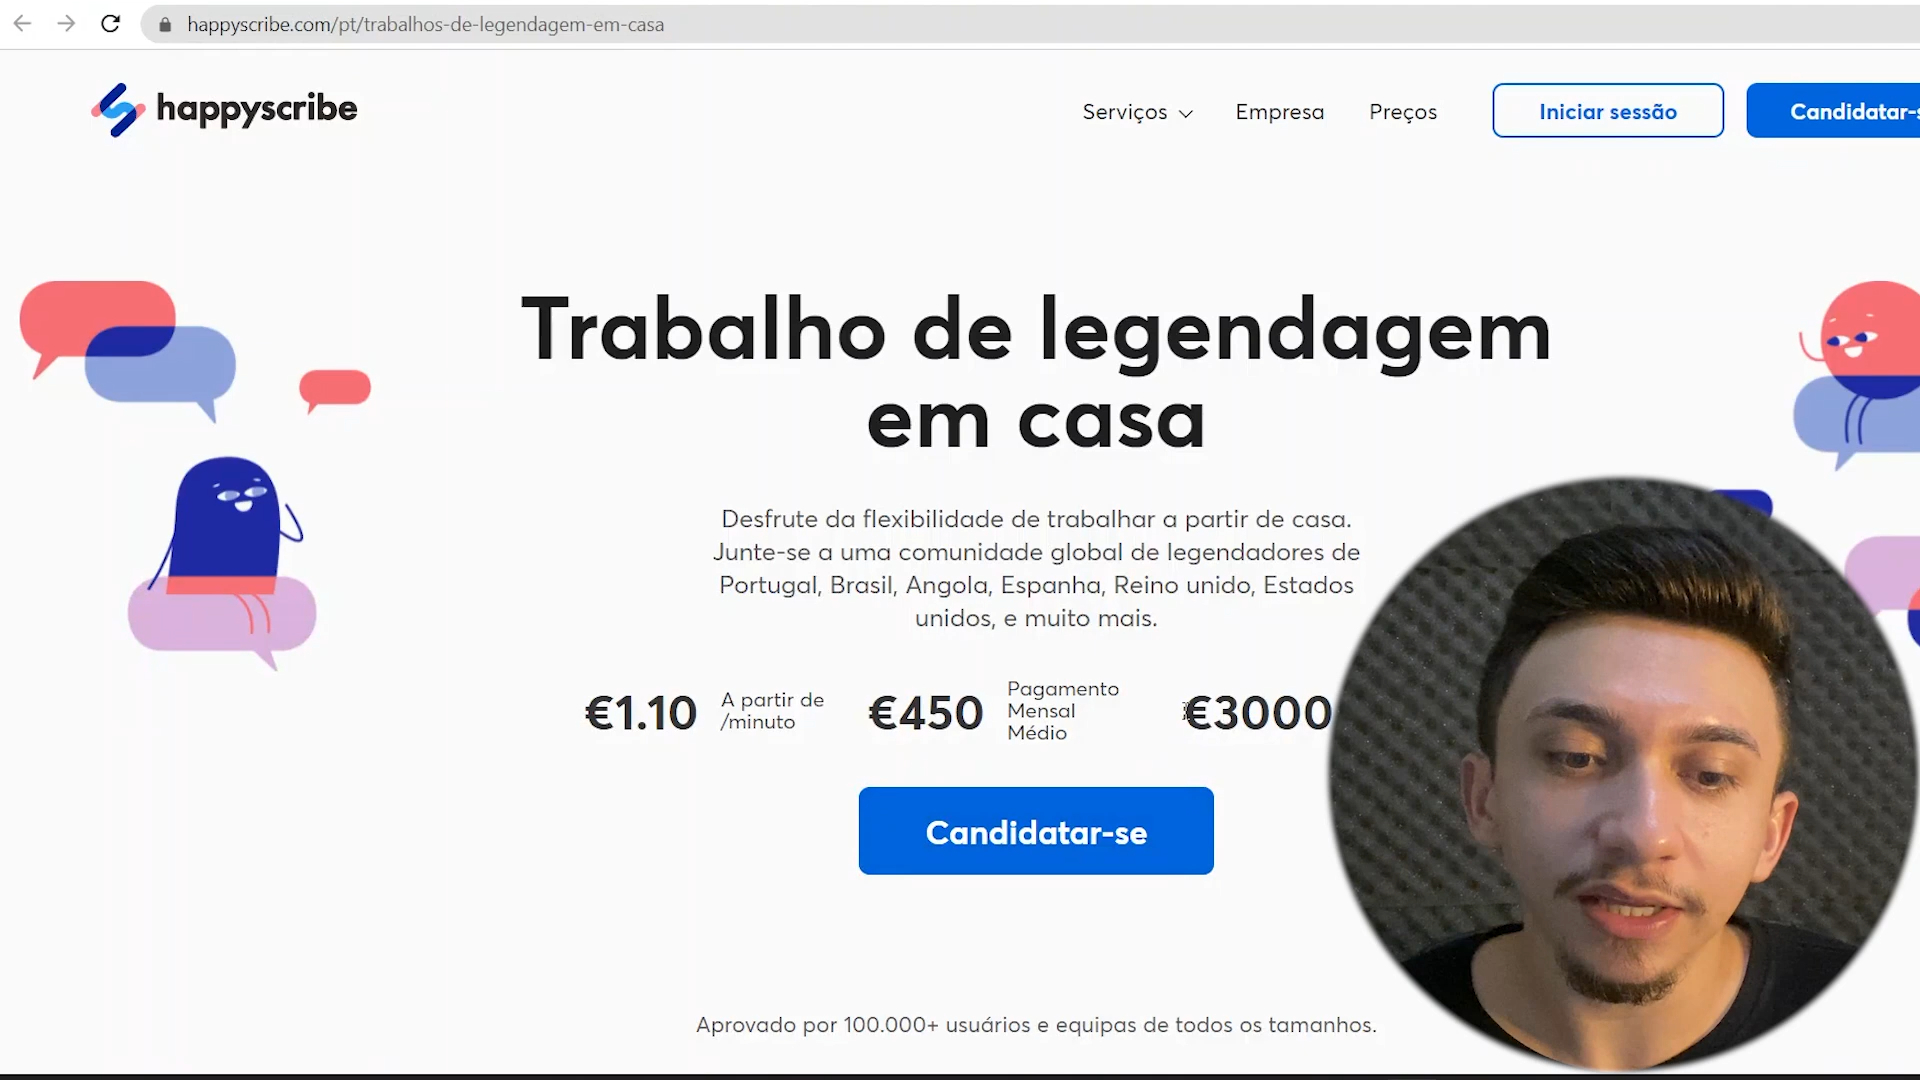 happyscribe.com/pt/trabalhos-de-legendagem-em-casa
happyscribe
Serviços
Empresa
Preços
Iniciar sessão
Candidatar-s
Trabalho de legendagem
em casa
Desfrute da flexibilidade de trabalhar a partir de casa.
Junte-se a uma comunidade global de legendadores de
Portugal, Brasil, Angola, Espanha, Reino unido, Estados
unidos, e muito mais.
€1.10
A partir de
/minuto
€450
Pagamento
Mensal
Médio
€3000
Candidatar-se
Aprovado por 100.000+ usuários e equipas de todos os tamanhos.